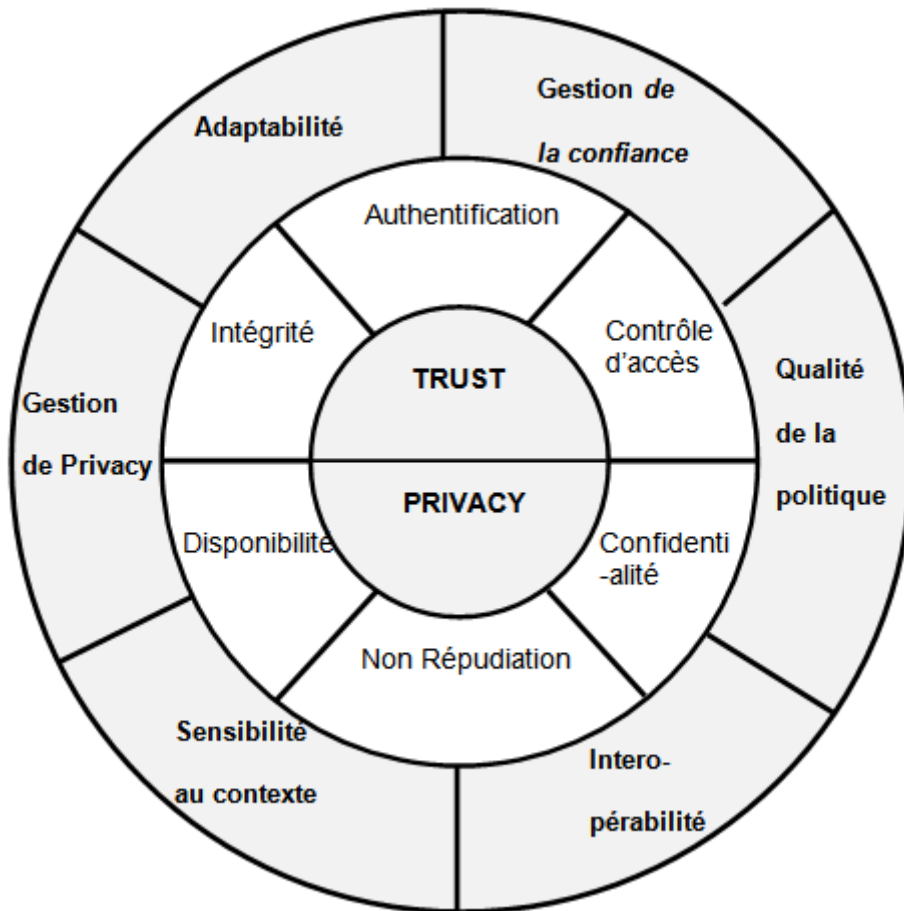 Adaptabilité
Gestion de
la confiance
Authentification
Intégrité
Contrôle
d'accès
TRUST
Qualité
de la
politique
Gestion
de Privacy
PRIVACY
Disponibilité
Confidenti
-alité
Non Répudiation
Sensibilité
au contexte
Intero-
pérabilité